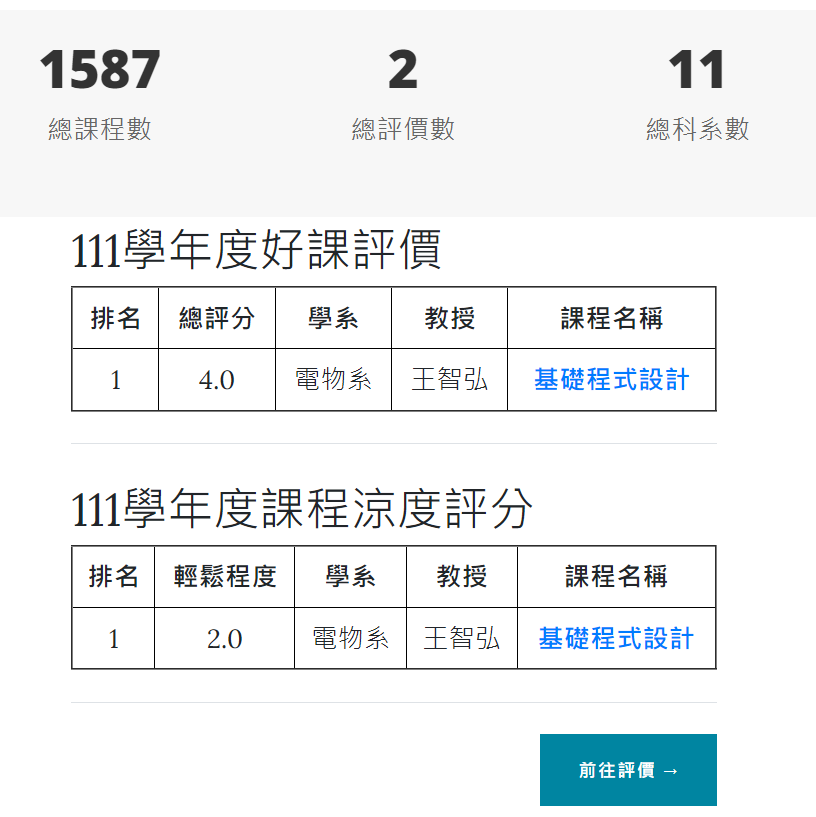 1587 2 11
總課程數 總評價數 總科系數
111學年度好課評價
排名 總評分 學系 教授 課程名稱
1 4.0 電物系 王智弘 基礎程式設計
111學年度課程涼度評分
排名 輕鬆程度 學系 教授 課程名稱
1 2.0 電物系 王智弘 基礎程式設計
前往評價 →